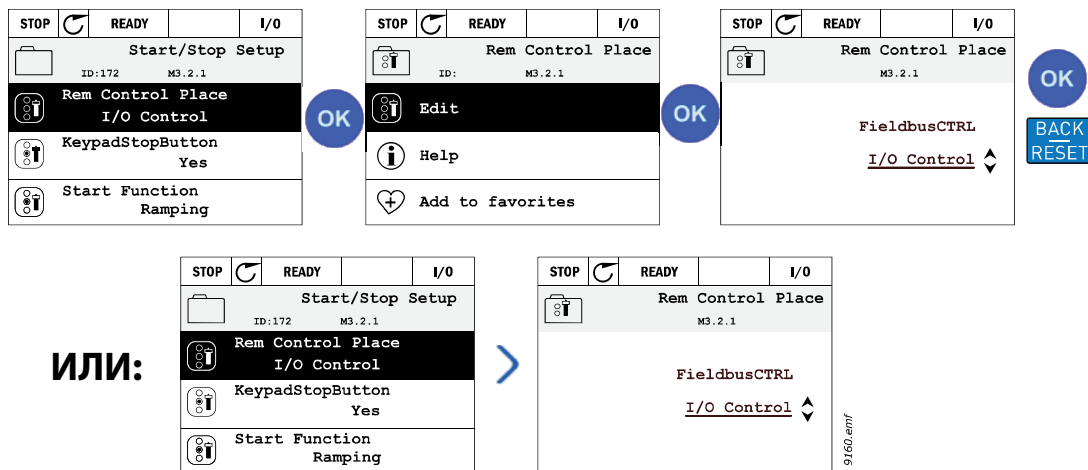 STOP READY I/O
Start/Stop Setup
ID:172 M3.2.1
Rem Control Place
I/O Control
KeypadStopButton
Yes
Start Function
Ramping
OK
STOP READY I/O
Rem Control Place
ID: M3.2.1
Edit
Help
Add to favorites
OK
STOP READY I/O
Rem Control Place
M3.2.1
FieldbusCTRL
I/O Control
OK
BACK
RESET
ИЛИ:
STOP READY I/O
Start/Stop Setup
ID:172 M3.2.1
Rem Control Place
I/O Control
KeypadStopButton
Yes
Start Function
Ramping
STOP READY I/O
Rem Control Place
M3.2.1
FieldbusCTRL
I/O Control
9160.emf